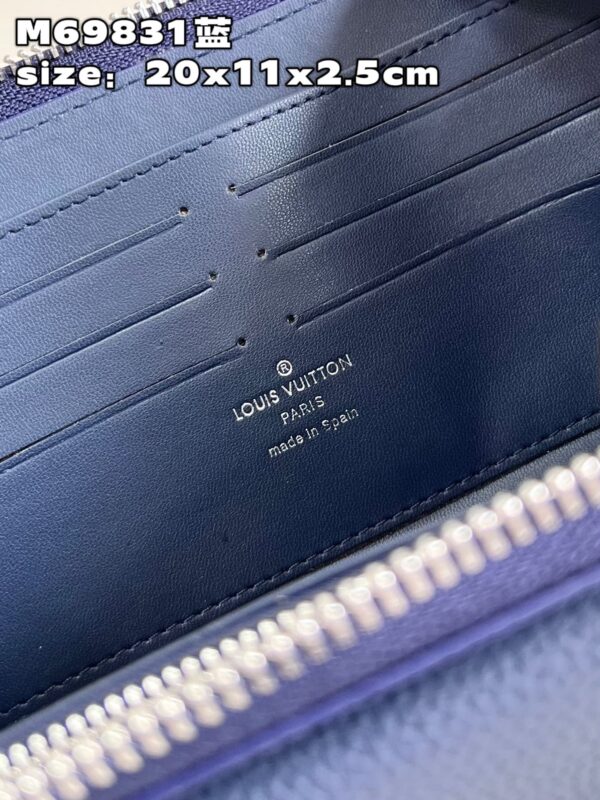 M69831蓝
size：20x11x2.5cm
®
LOUIS VUITTON
PARIS
made in Spain